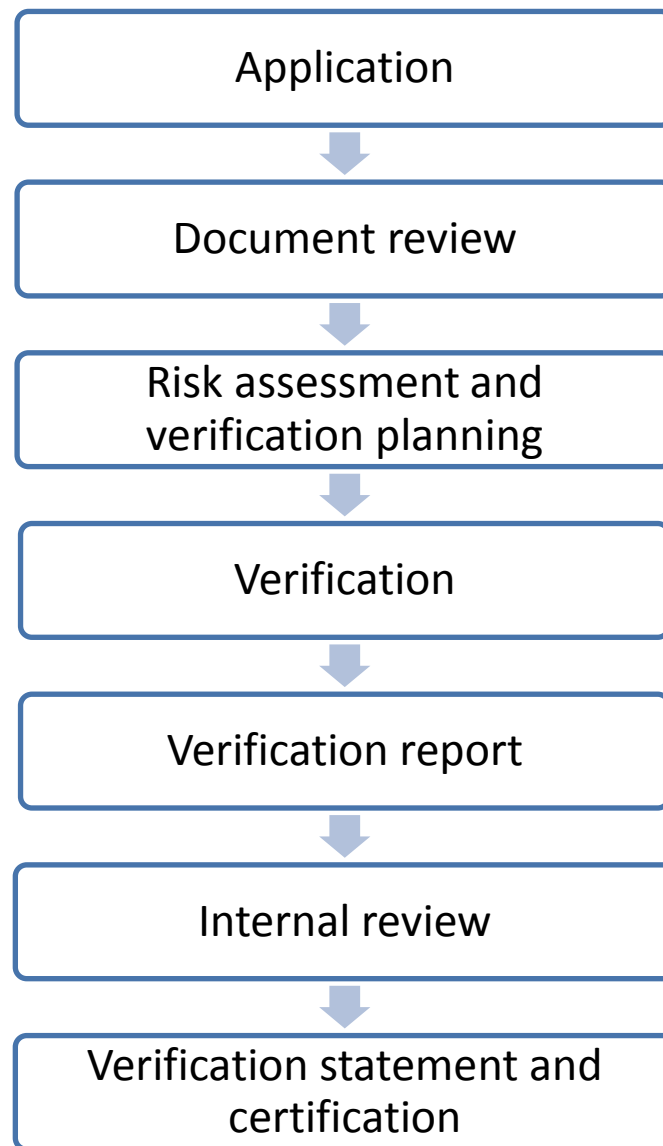 Application
Document review
Risk assessment and
verification planning
Verification
Verification report
Internal review
Verification statement and
certification